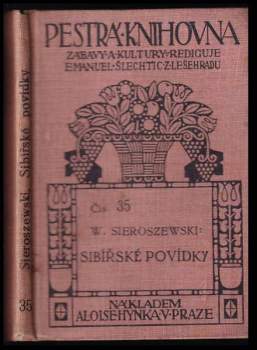 Sieroszewski, Sibiřské povídky
35
PESTRÁ·KNIHOVNA
ZÁBAVY·A·KULTURY·REDIGUJE
EMANUEL·ŠLECHTIC·Z·LEŠEHRADU
Čís. 35
W. SIEROSZEWSKI:
SIBÍŘSKÉ POVÍDKY
NÁKLADEM
ALOISE·HYNKA·V·PRAZE